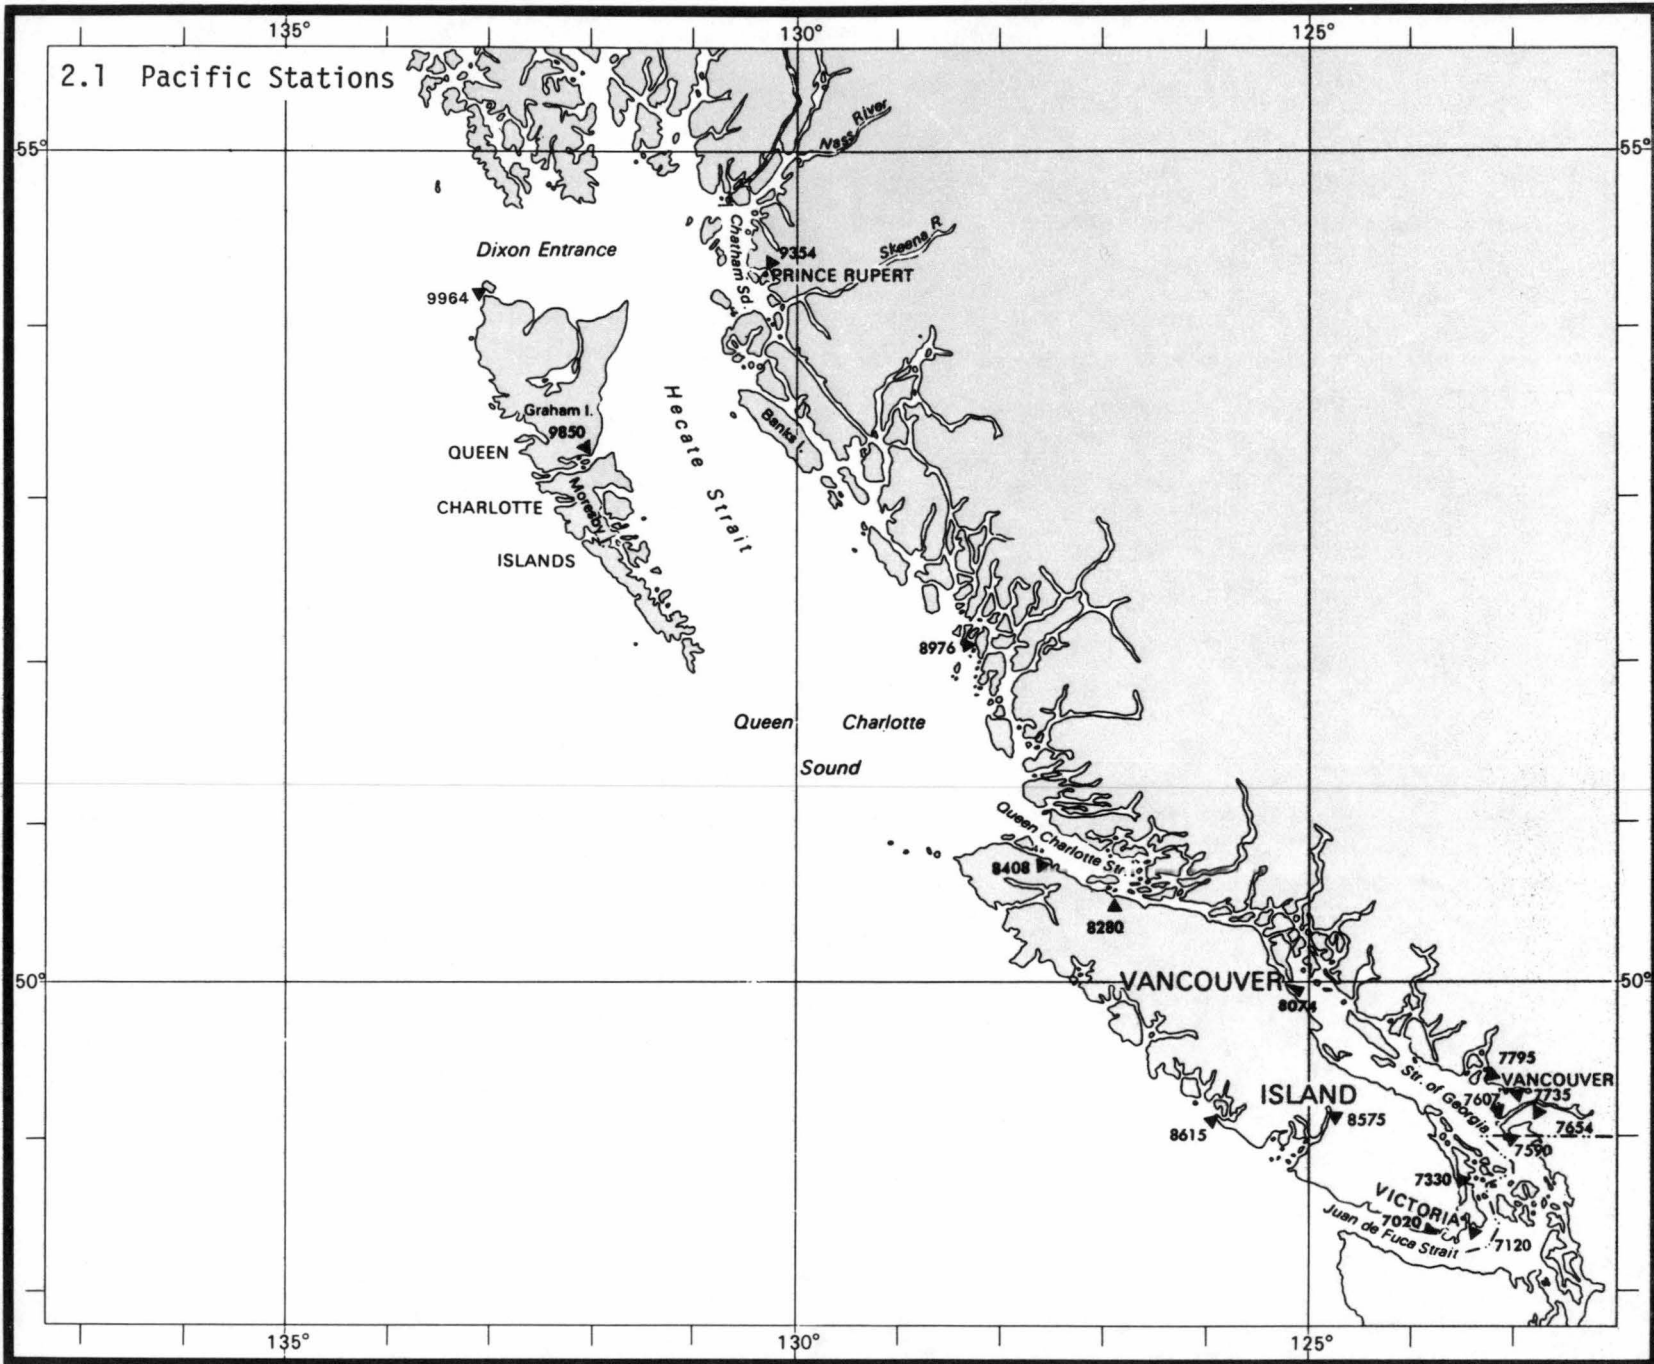 135°
130°
125°
2.1 Pacific Stations
55°
55°
Nass River
Skeena R.
Chatham Sd.
Dixon Entrance
9354
PRINCE RUPERT
9964
Hecate Strait
Banks I.
Graham I.
9850
QUEEN
CHARLOTTE
ISLANDS
Moresby I.
8976
Queen Charlotte
Sound
Queen Charlotte Str.
8408
8280
50°
50°
VANCOUVER
8074
ISLAND
Str. of Georgia
7795
VANCOUVER
7607
7735
7654
7590
8575
8615
7330
VICTORIA
7020
7120
Juan de Fuca Strait
135°
130°
125°